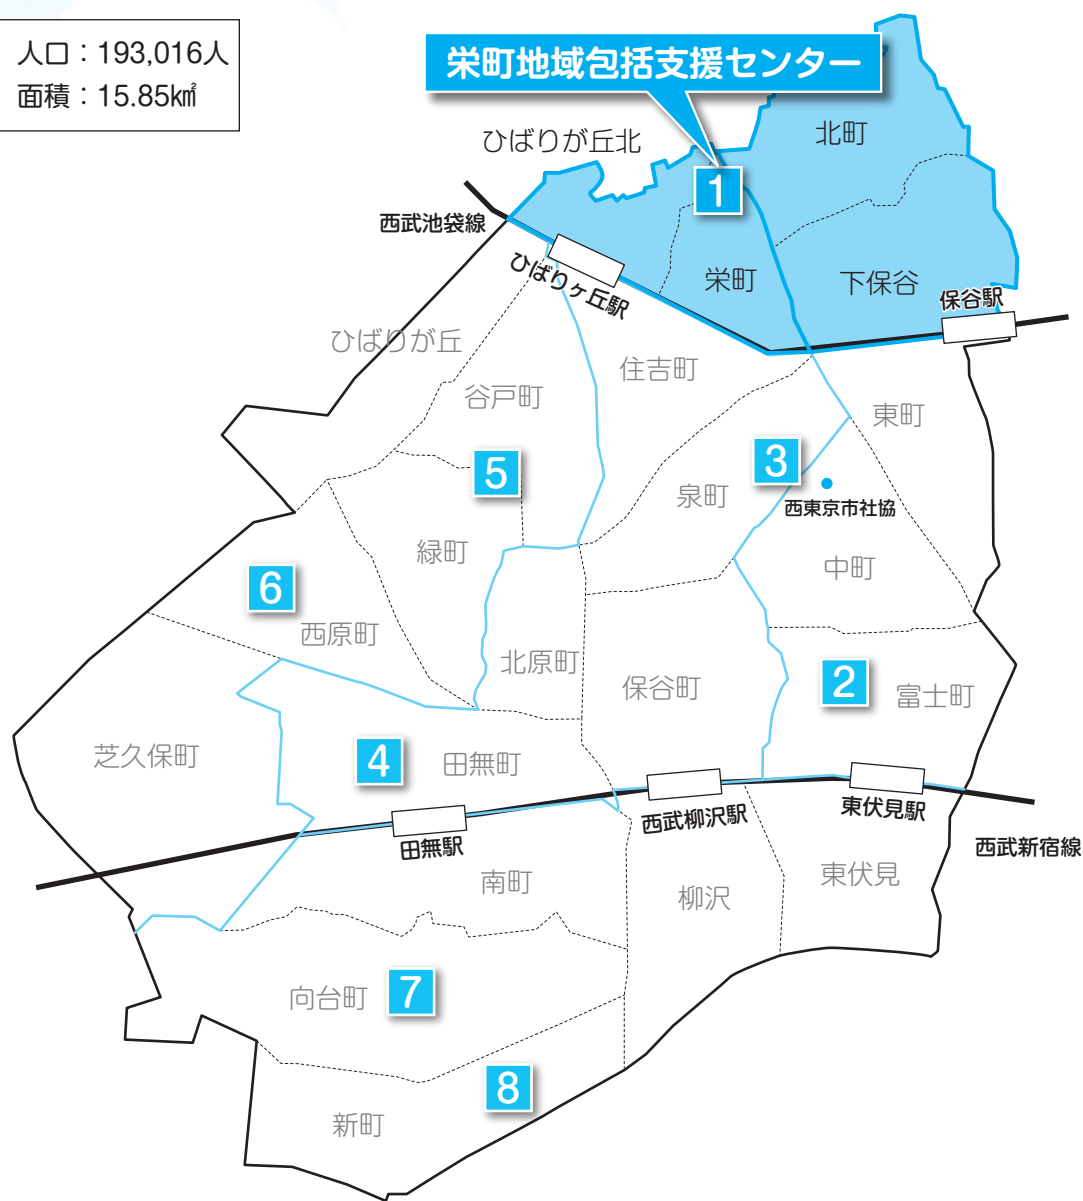 人口：193,016人
面積：15.85㎢
栄町地域包括支援センター
北町
ひばりが丘北
1
西武池袋線
栄町
下保谷
ひばりヶ丘駅
保谷駅
ひばりが丘
住吉町
谷戸町
東町
3
5
泉町
西東京市社協
緑町
中町
6
西原町
北原町
保谷町
2
富士町
芝久保町
4
田無町
西武柳沢駅
東伏見駅
田無駅
西武新宿線
南町
柳沢
東伏見
向台町
7
8
新町